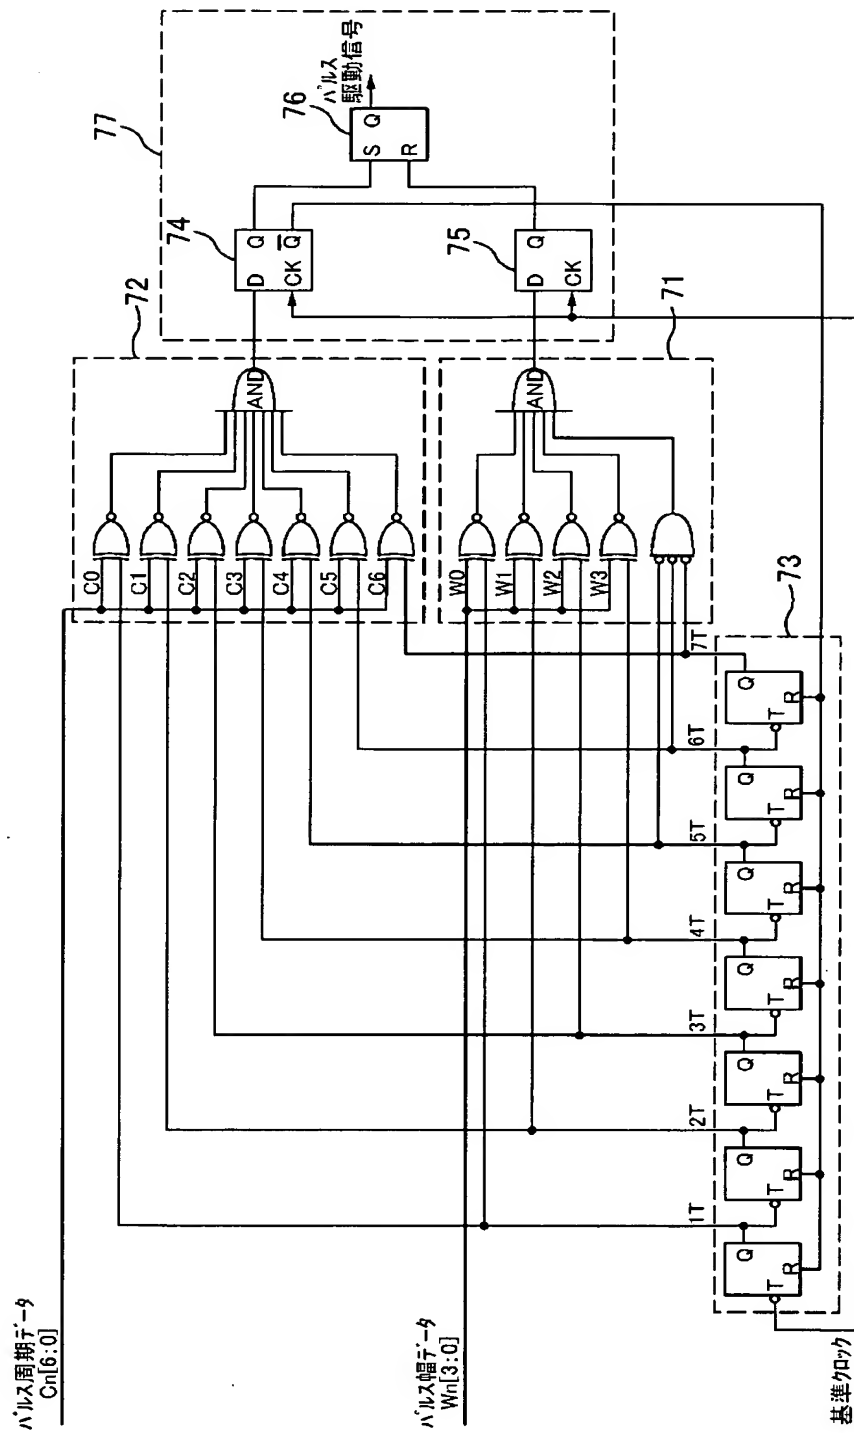 パルス周期データ
Cn[6:0]
パルス幅データ
Wn[3:0]
基準クロック
72
C0
C1
C2
C3
C4
C5
C6
AND
71
W0
W1
W2
W3
AND
73
1T
2T
3T
4T
5T
6T
7T
Q
T
R
Q
T
R
Q
T
R
Q
T
R
Q
T
R
Q
T
R
Q
T
R
77
74
D
Q
CK
Q̅
75
D
Q
CK
76
S
R
Q
パルス
駆動信号